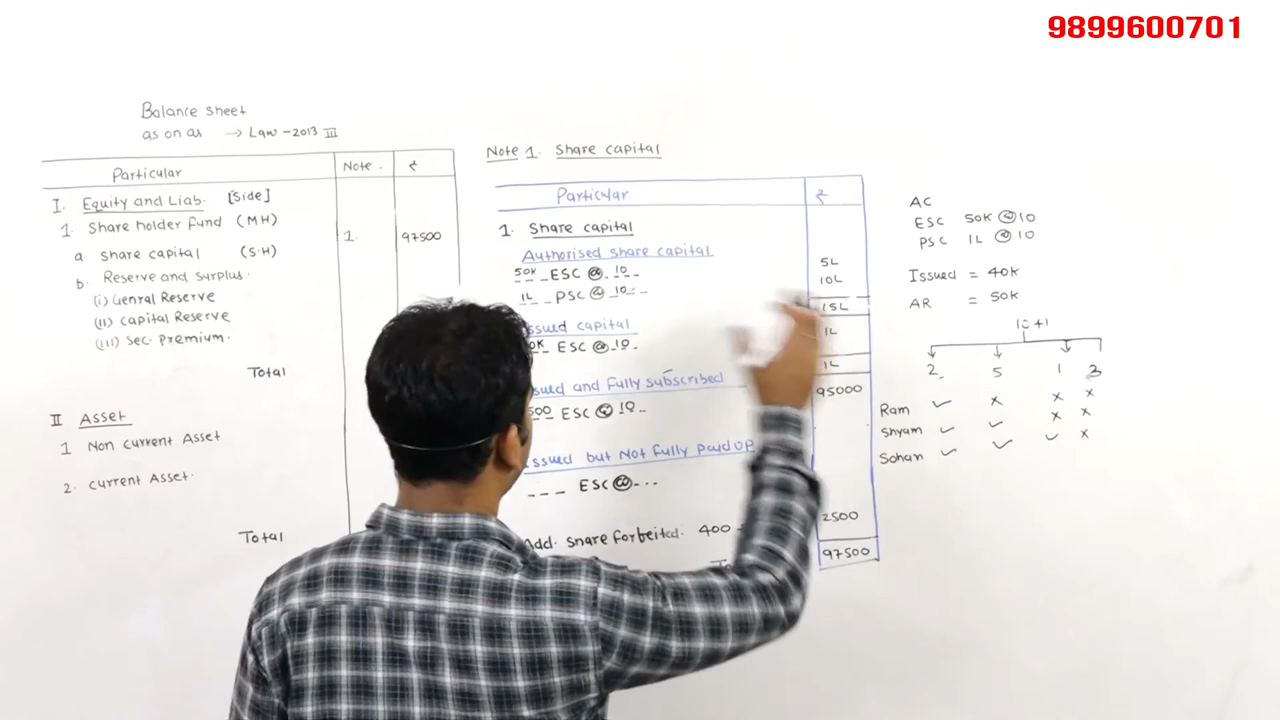 9899600701
Balance sheet
as on as → Law - 2013 III
Particular Note. ₹
I. Equity and Liab. [Side]
1. Share holder fund (MH)
a. share capital (S.H) 1. 97500
b. Reserve and surplus.
(i) Genral Reserve
(ii) Capital Reserve
(iii) Sec. Premium.
Total
II Asset
1 Non current Asset
2. current Asset.
Total
Note 1. Share capital
Particular ₹
1. Share capital
Authorised share capital
50K ESC @ 10 5L
1L PSC @ 10 10L
15L
ssued capital 1L
0K ESC @ 10
1L
sued and Fully subscribed
500 ESC @ 10 95000
ssued but Not Fully paid up
--- ESC @ ---
Add. share forfeited. 400 2500
97500
AC
ESC 50K @ 10
PSC 1L @ 10
Issued = 40K
AR = 50K
10 + 1
2 5 1 3
Ram ✓ × × ×
Shyam ✓ ✓ × ×
Sohan ✓ ✓ ✓ ×